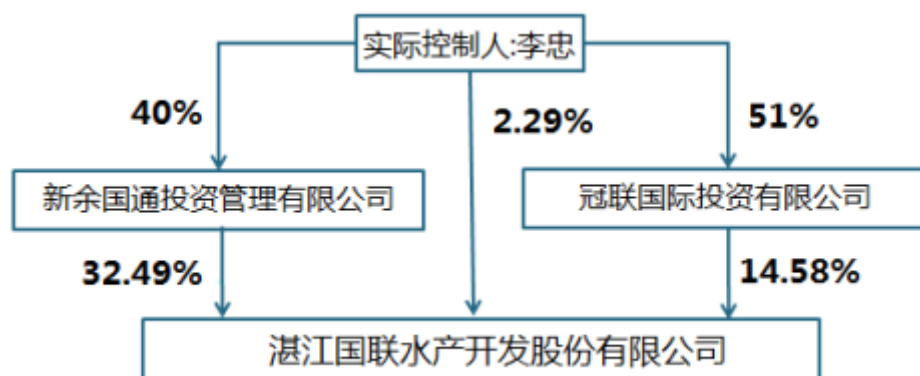 实际控制人:李忠
40%
2.29%
51%
新余国通投资管理有限公司
冠联国际投资有限公司
32.49%
14.58%
湛江国联水产开发股份有限公司